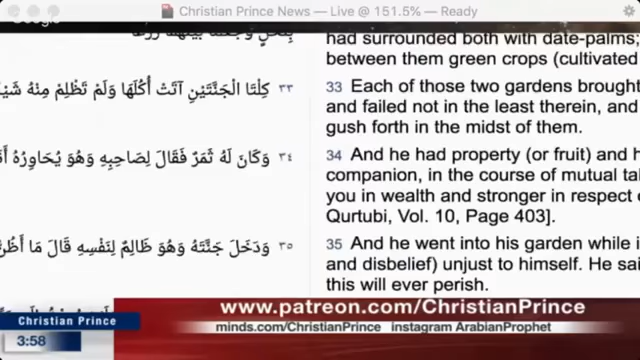 Christian Prince News — Live @ 151.5% — Ready
had surrounded both with date-palms;
between them green crops (cultivated
٣٣ كِلْتَا الْجَنَّتَيْنِ آتَتْ أُكُلَهَا وَلَمْ تَظْلِمْ مِنْهُ
33 Each of those two gardens brought
and failed not in the least therein, and
gush forth in the midst of them.
٣٤ وَكَانَ لَهُ ثَمَرٌ فَقَالَ لِصَاحِبِهِ وَهُوَ يُحَاوِرُهُ
34 And he had property (or fruit) and h
companion, in the course of mutual tal
you in wealth and stronger in respect o
Qurtubi, Vol. 10, Page 403].
٣٥ وَدَخَلَ جَنَّتَهُ وَهُوَ ظَالِمٌ لِنَفْسِهِ قَالَ مَا
35 And he went into his garden while i
and disbelief) unjust to himself. He sai
this will ever perish.
www.patreon.com/ChristianPrince
Christian Prince
minds.com/ChristianPrince instagram ArabianProphet
3:58